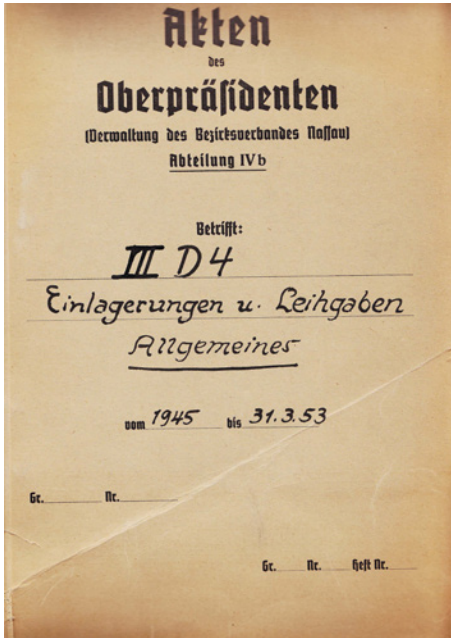 Akten
des
Oberpräsidenten
(Verwaltung des Bezirksverbandes Nassau)
Abteilung IVb
Betrifft:
III D4
Einlagerungen u. Leihgaben
Allgemeines
vom 1945 bis 31.3.53
Gr. Nr.
Gr. Nr. Heft Nr.